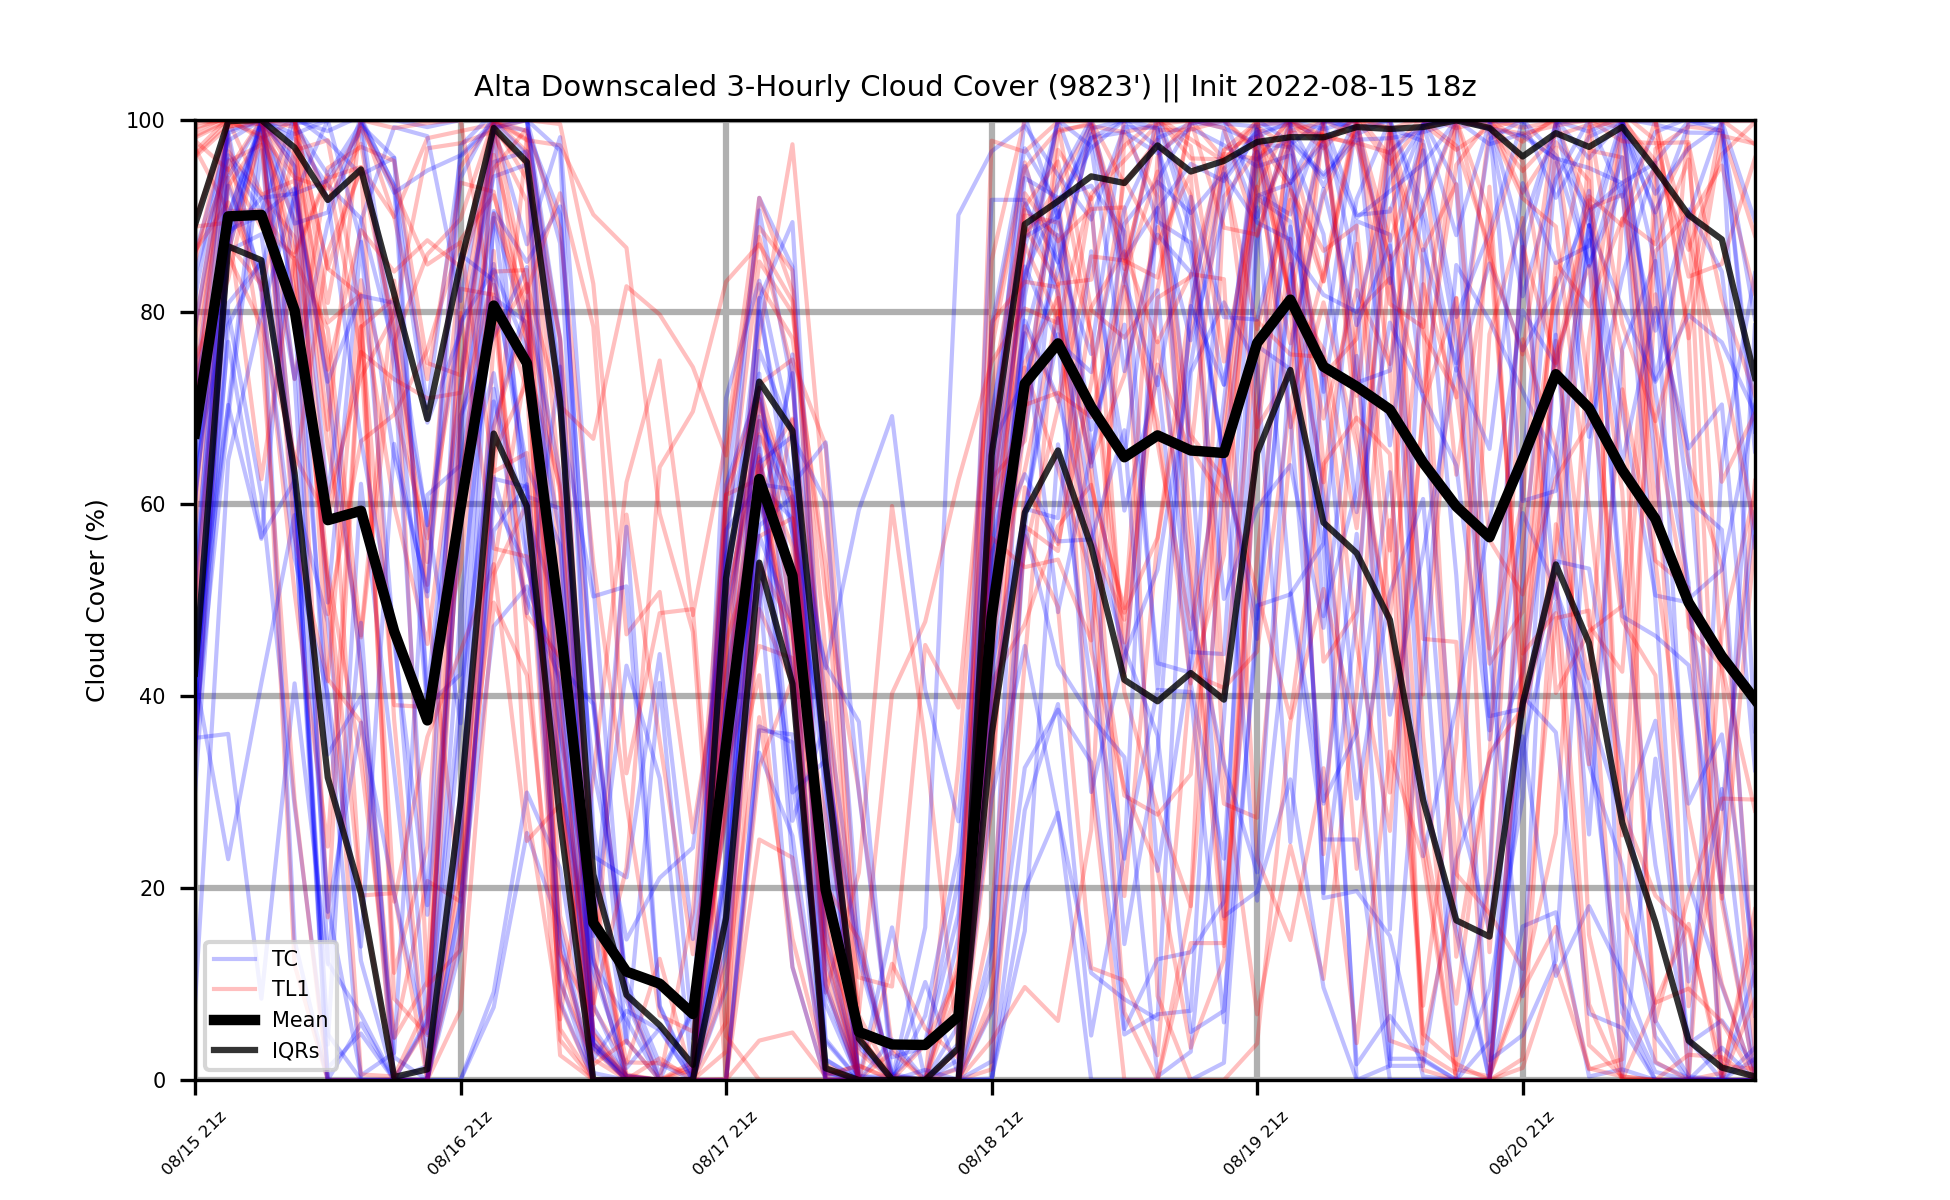 Alta Downscaled 3-Hourly Cloud Cover (9823') || Init 2022-08-15 18z
Cloud Cover (%)
100
80
60
40
20
0
TC
TL1
Mean
IQRs
08/15 21z
08/16 21z
08/17 21z
08/18 21z
08/19 21z
08/20 21z